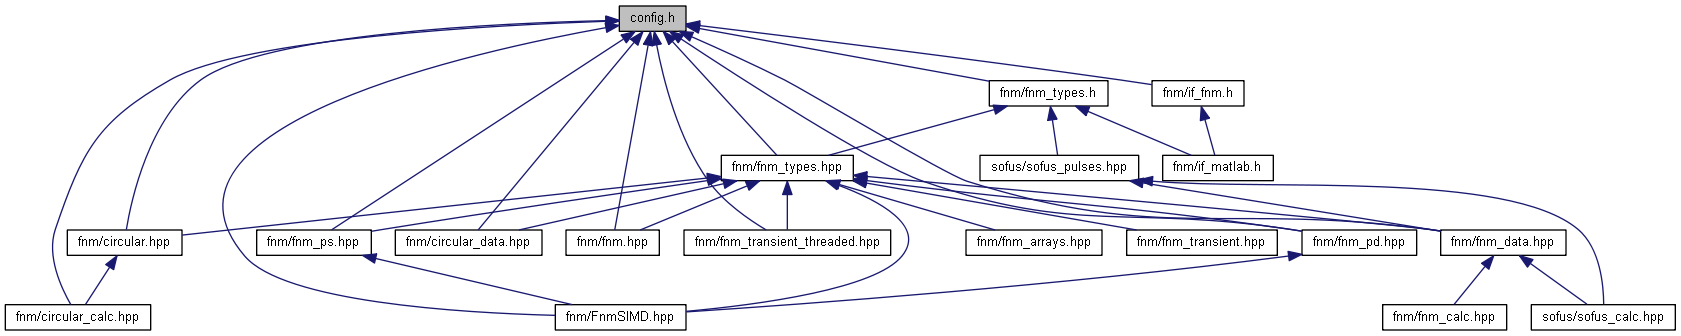 config.h
fnm/fnm_types.h
fnm/if_fnm.h
fnm/fnm_types.hpp
sofus/sofus_pulses.hpp
fnm/if_matlab.h
fnm/circular.hpp
fnm/fnm_ps.hpp
fnm/circular_data.hpp
fnm/fnm.hpp
fnm/fnm_transient_threaded.hpp
fnm/fnm_arrays.hpp
fnm/fnm_transient.hpp
fnm/fnm_pd.hpp
fnm/fnm_data.hpp
fnm/circular_calc.hpp
fnm/FnmSIMD.hpp
fnm/fnm_calc.hpp
sofus/sofus_calc.hpp